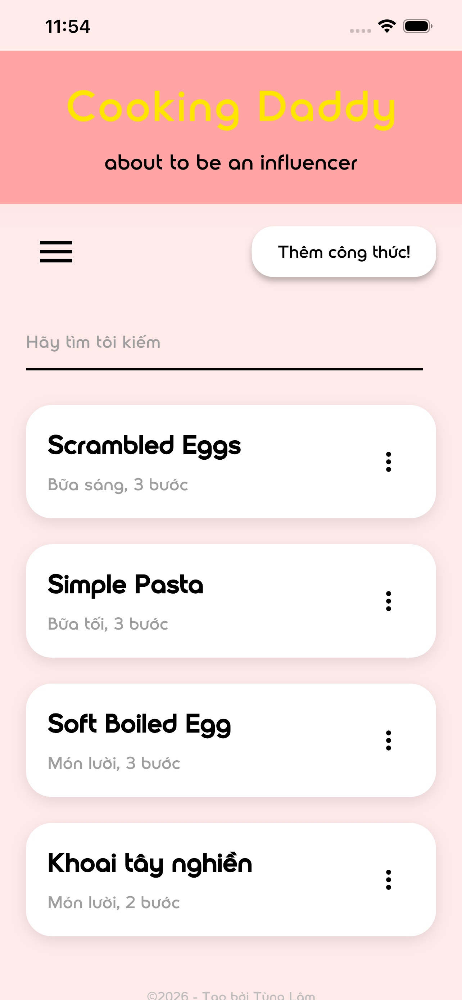 11:54
Cooking Daddy
about to be an influencer
Thêm công thức!
Hãy tìm tôi kiếm
Scrambled Eggs
Bữa sáng, 3 bước
Simple Pasta
Bữa tối, 3 bước
Soft Boiled Egg
Món lười, 3 bước
Khoai tây nghiền
Món lười, 2 bước
©2026 - Tạo bởi Tùng Lâm